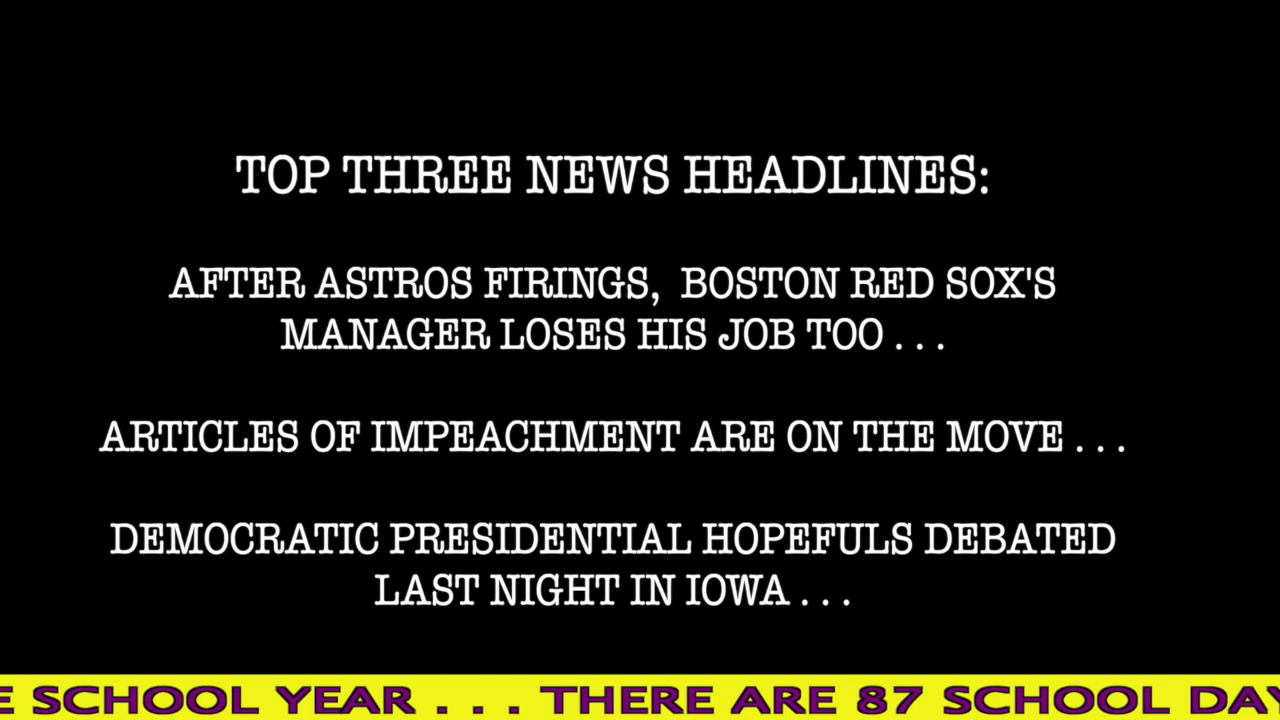 TOP THREE NEWS HEADLINES:
AFTER ASTROS FIRINGS, BOSTON RED SOX'S
MANAGER LOSES HIS JOB TOO . . .
ARTICLES OF IMPEACHMENT ARE ON THE MOVE . . .
DEMOCRATIC PRESIDENTIAL HOPEFULS DEBATED
LAST NIGHT IN IOWA . . .
E SCHOOL YEAR . . . THERE ARE 87 SCHOOL DAY